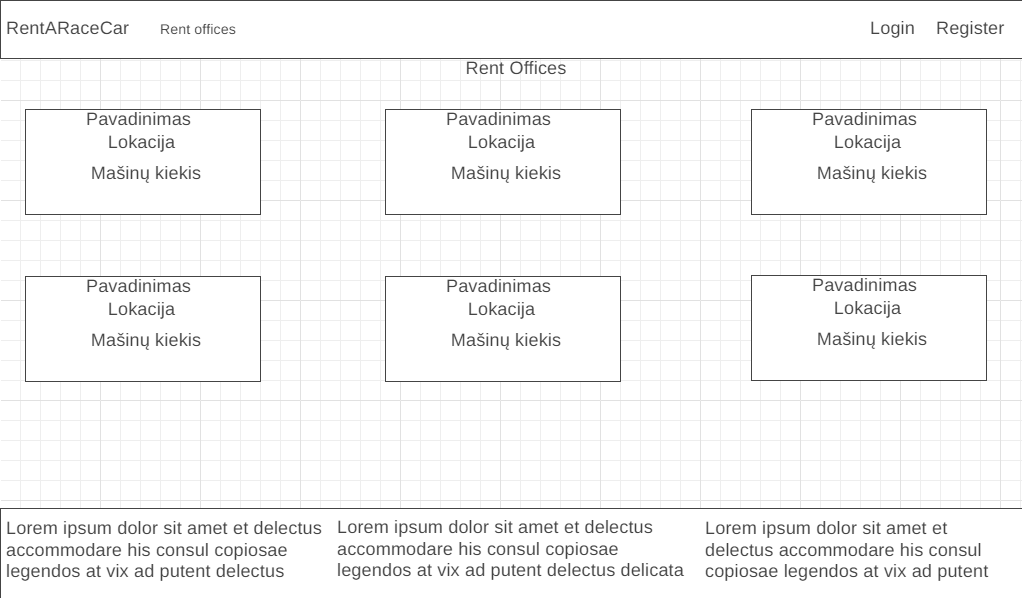 RentARaceCar Rent offices Login Register
Rent Offices
Pavadinimas
Lokacija
Mašinų kiekis
Pavadinimas
Lokacija
Mašinų kiekis
Pavadinimas
Lokacija
Mašinų kiekis
Pavadinimas
Lokacija
Mašinų kiekis
Pavadinimas
Lokacija
Mašinų kiekis
Pavadinimas
Lokacija
Mašinų kiekis
Lorem ipsum dolor sit amet et delectus
accommodare his consul copiosae
legendos at vix ad putent delectus
Lorem ipsum dolor sit amet et delectus
accommodare his consul copiosae
legendos at vix ad putent delectus delicata
Lorem ipsum dolor sit amet et
delectus accommodare his consul
copiosae legendos at vix ad putent